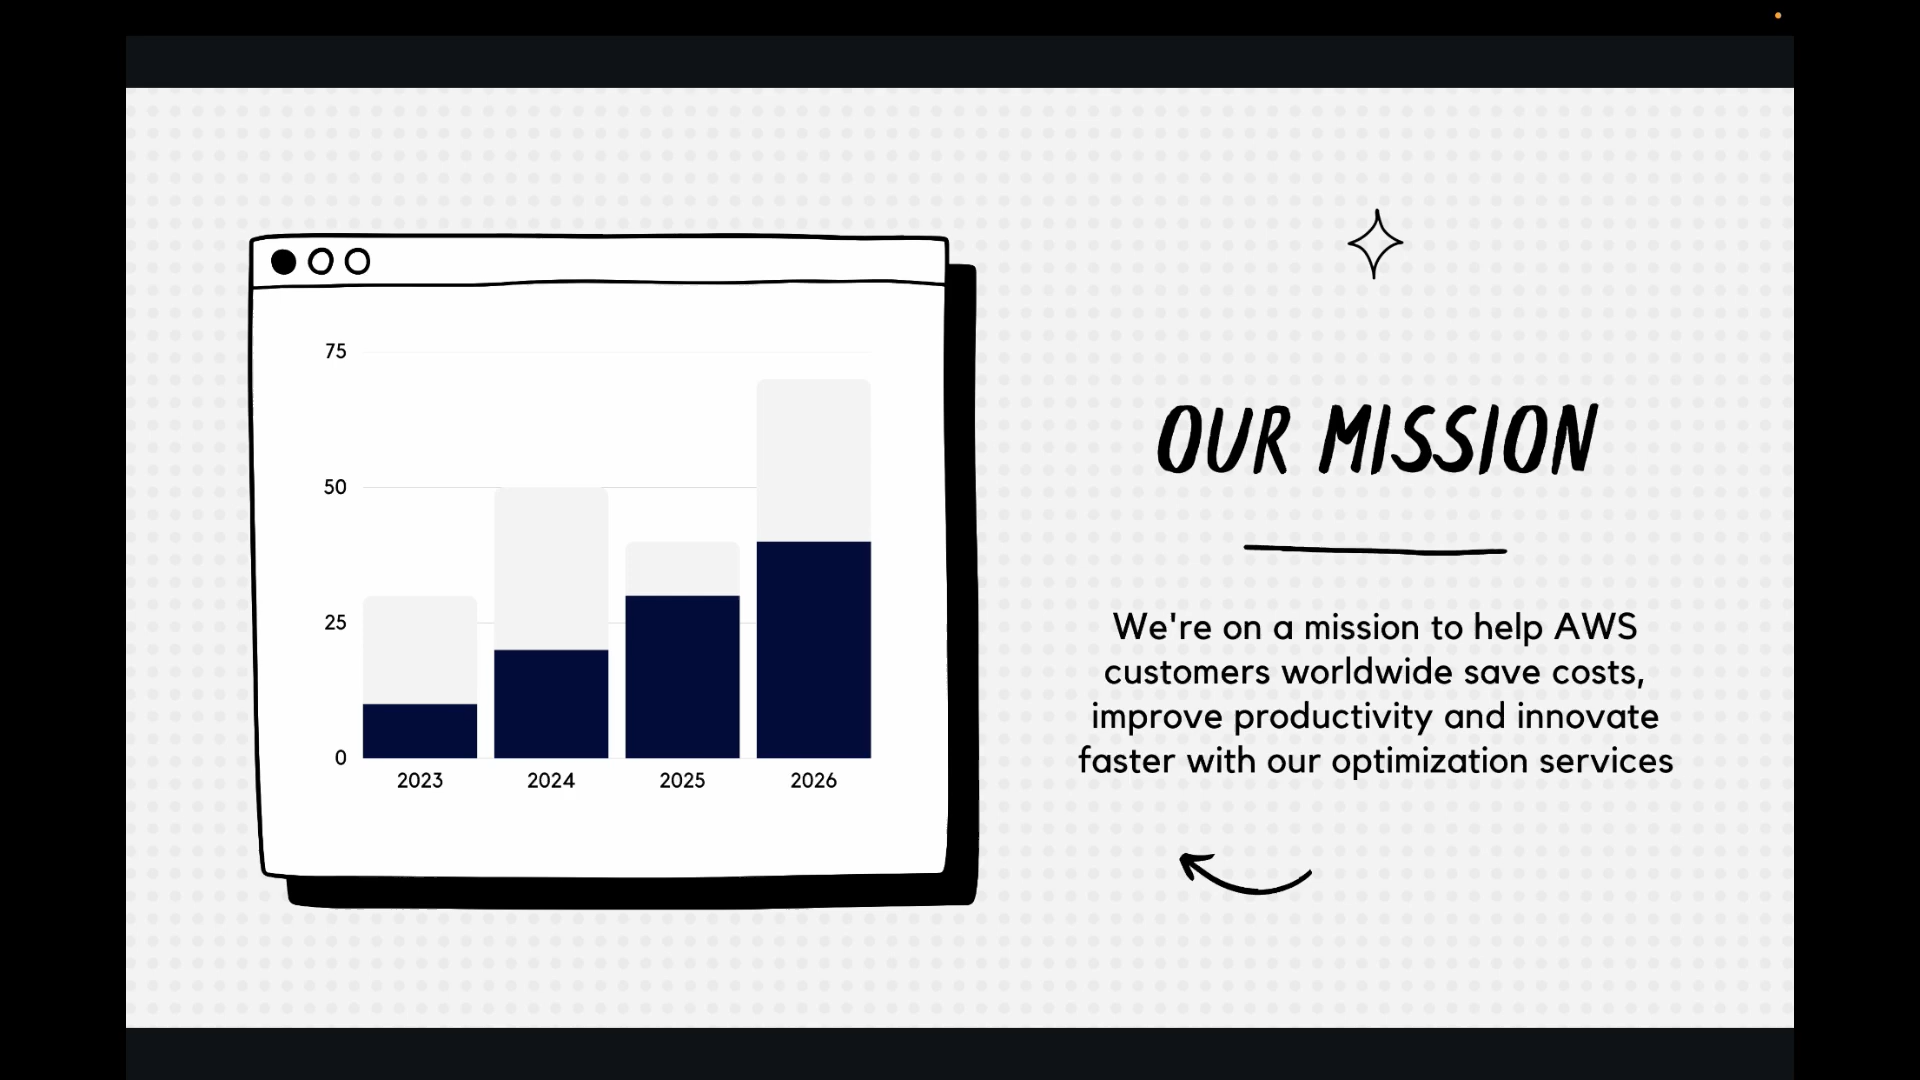 75
50
25
0
2023 2024 2025 2026
OUR MISSION
We're on a mission to help AWS
customers worldwide save costs,
improve productivity and innovate
faster with our optimization services